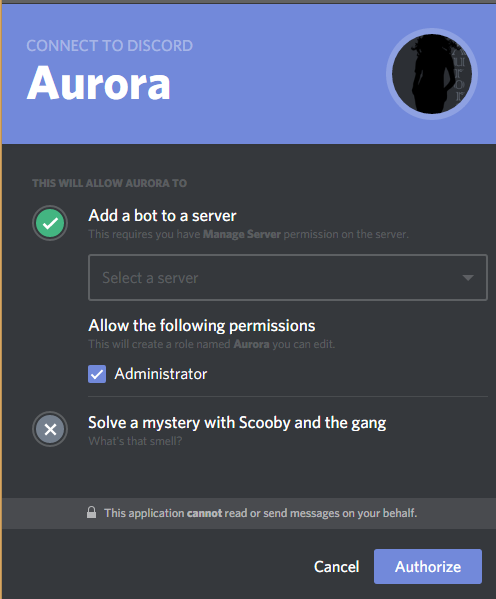 CONNECT TO DISCORD
Aurora
THIS WILL ALLOW AURORA TO
Add a bot to a server
This requires you have Manage Server permission on the server.
Select a server
Allow the following permissions
This will create a role named Aurora you can edit.
Administrator
Solve a mystery with Scooby and the gang
What's that smell?
This application cannot read or send messages on your behalf.
Cancel
Authorize